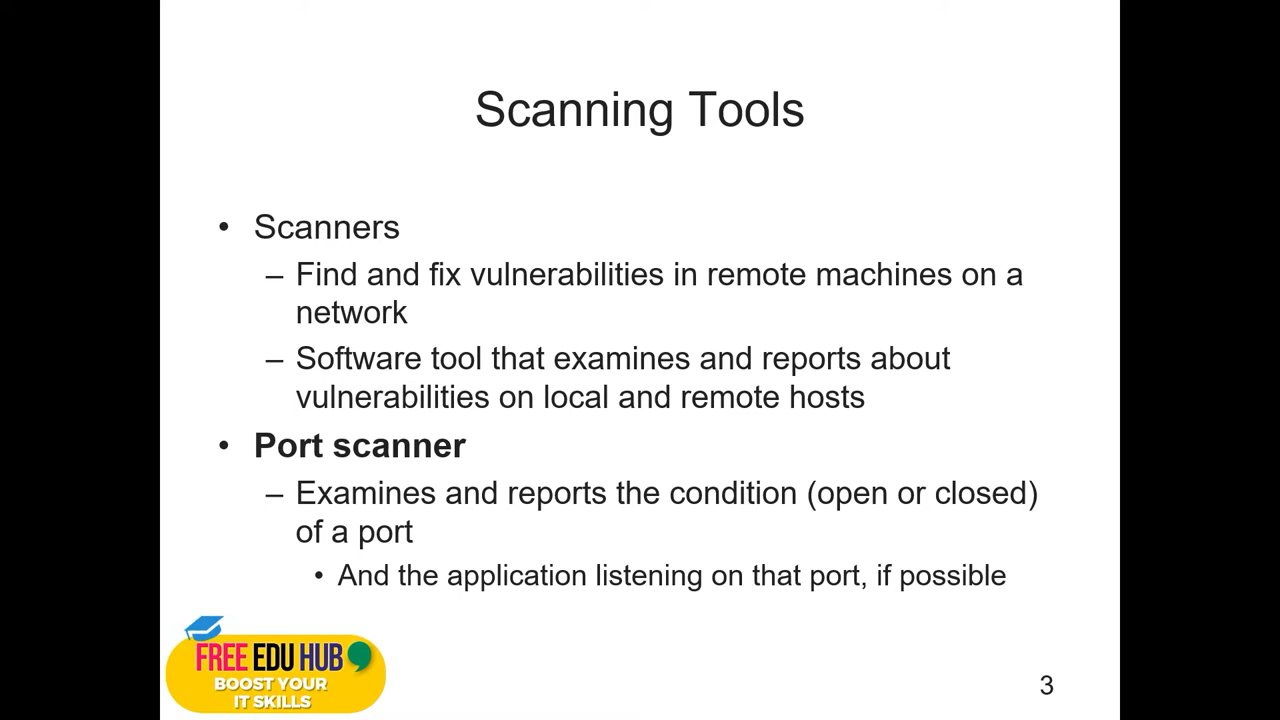 Scanning Tools
• Scanners
– Find and fix vulnerabilities in remote machines on a
network
– Software tool that examines and reports about
vulnerabilities on local and remote hosts
• Port scanner
– Examines and reports the condition (open or closed)
of a port
• And the application listening on that port, if possible
FREE EDU HUB
BOOST YOUR
IT SKILLS
3